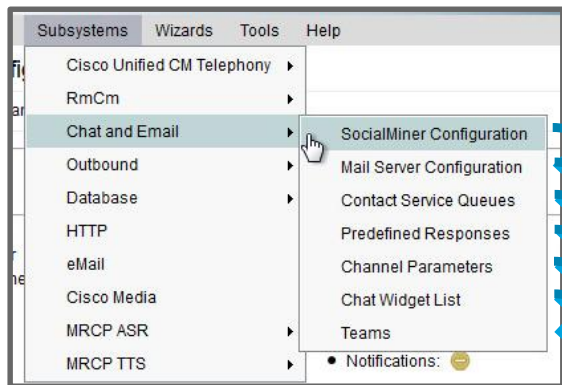 Subsystems Wizards Tools Help
Cisco Unified CM Telephony
RmCm
Chat and Email
SocialMiner Configuration
Outbound
Mail Server Configuration
Database
Contact Service Queues
HTTP
Predefined Responses
eMail
Channel Parameters
Cisco Media
Chat Widget List
MRCP ASR
Teams
MRCP TTS
• Notifications: